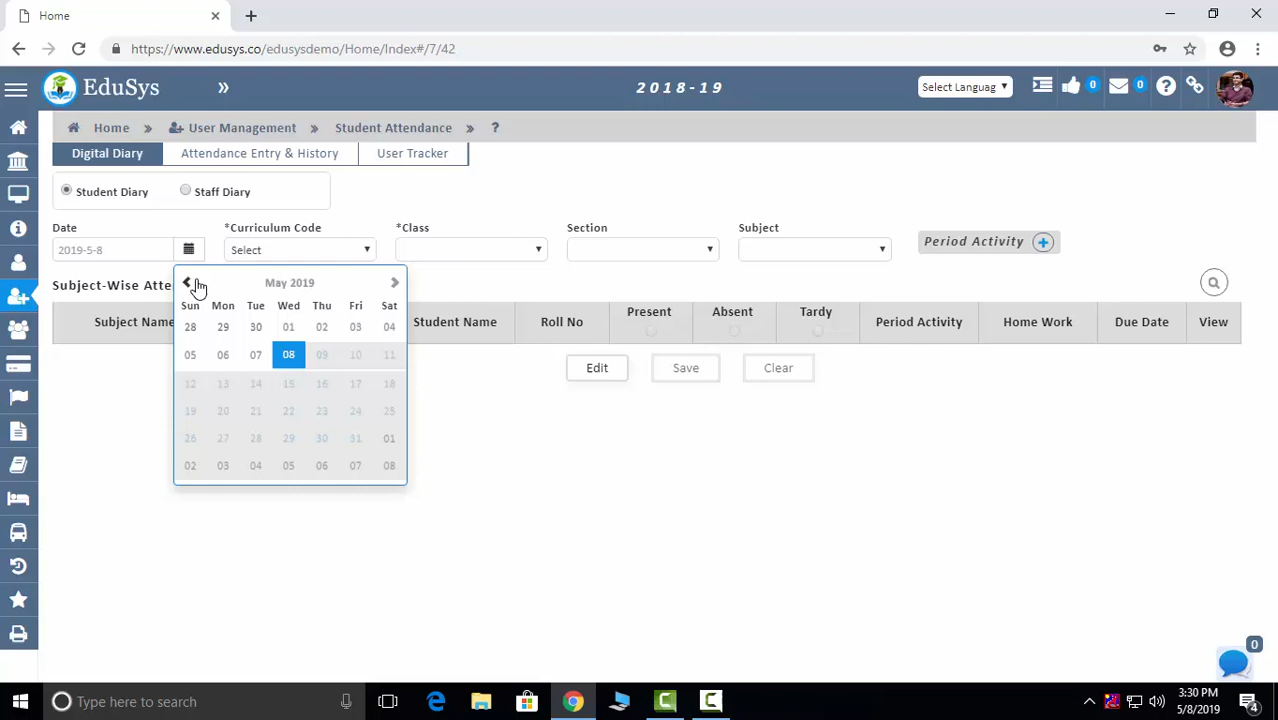 Home
https://www.edusys.co/edusysdemo/Home/Index#/7/42
EduSys
»
2018-19
Select Languag
0
0
?
Home » User Management » Student Attendance » ?
Digital Diary
Attendance Entry & History
User Tracker
Student Diary
Staff Diary
Date
*Curriculum Code
*Class
Section
Subject
2019-5-8
Select
Period Activity +
Subject-Wise Atte
May 2019
Sun Mon Tue Wed Thu Fri Sat
28 29 30 01 02 03 04
05 06 07 08 09 10 11
12 13 14 15 16 17 18
19 20 21 22 23 24 25
26 27 28 29 30 31 01
02 03 04 05 06 07 08
Subject Name
Student Name
Roll No
Present
Absent
Tardy
Period Activity
Home Work
Due Date
View
Edit
Save
Clear
0
Type here to search
3:30 PM
5/8/2019
4